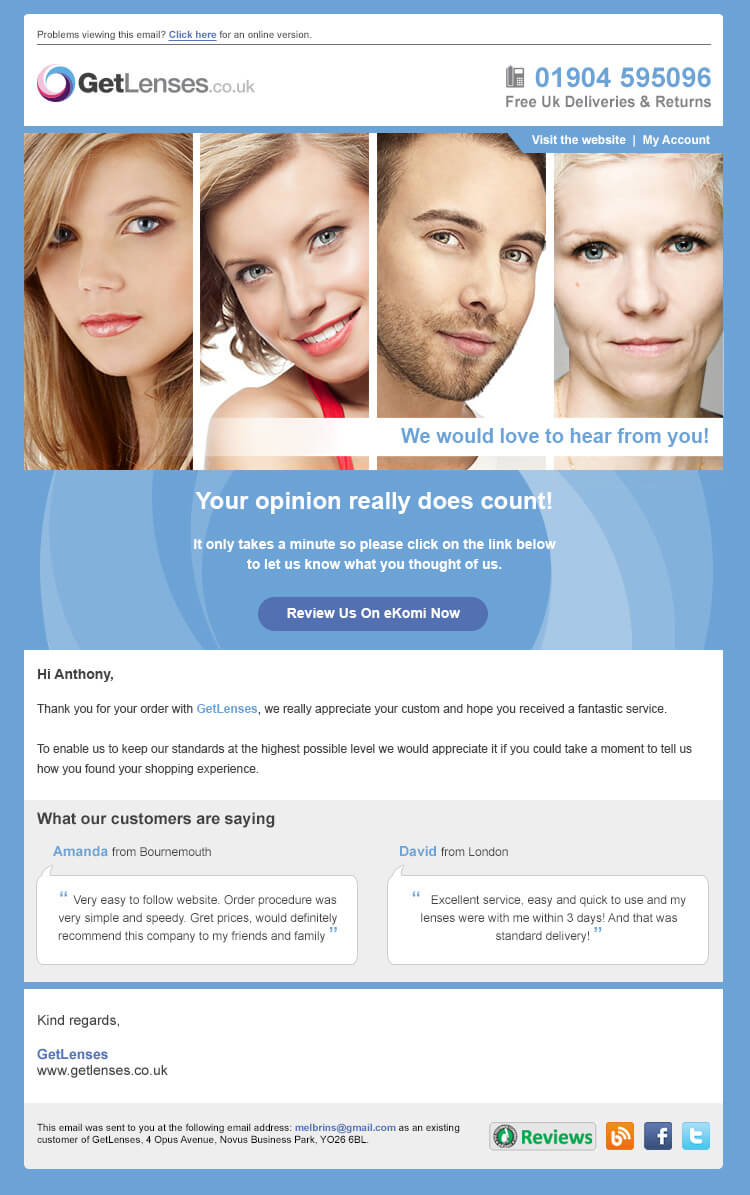 Problems viewing this email? Click here for an online version.
GetLenses.co.uk
01904 595096
Free Uk Deliveries & Returns
Visit the website | My Account
We would love to hear from you!
Your opinion really does count!
It only takes a minute so please click on the link below
to let us know what you thought of us.
Review Us On eKomi Now
Hi Anthony,
Thank you for your order with GetLenses, we really appreciate your custom and hope you received a fantastic service.
To enable us to keep our standards at the highest possible level we would appreciate it if you could take a moment to tell us
how you found your shopping experience.
What our customers are saying
Amanda from Bournemouth
“ Very easy to follow website. Order procedure was
very simple and speedy. Gret prices, would definitely
recommend this company to my friends and family ”
David from London
“ Excellent service, easy and quick to use and my
lenses were with me within 3 days! And that was
standard delivery! ”
Kind regards,
GetLenses
www.getlenses.co.uk
This email was sent to you at the following email address: melbrins@gmail.com as an existing
customer of GetLenses, 4 Opus Avenue, Novus Business Park, YO26 6BL.
Reviews